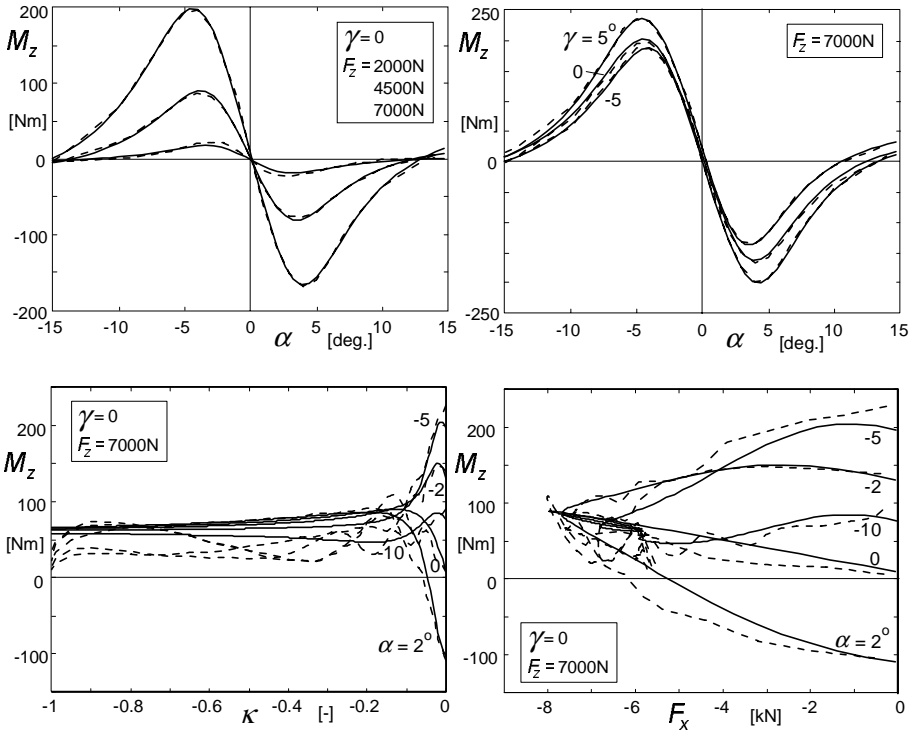 200
M_z
100
[Nm]
0
-100
-200
-15
-10
-5
0
5
10
15
α
[deg.]
γ = 0
F_z = 2000N
4500N
7000N
250
M_z
[Nm]
0
-250
-15
-10
-5
0
5
10
15
α
[deg.]
γ = 5°
0
-5
F_z = 7000N
200
M_z
100
[Nm]
0
-100
-1
-0.8
-0.6
-0.4
-0.2
0
κ
[-]
γ = 0
F_z = 7000N
-5
-2
-10
0
α = 2°
200
M_z
100
[Nm]
0
-100
-8
-6
-4
-2
0
F_x
[kN]
-5
-2
-10
0
α = 2°
γ = 0
F_z = 7000N